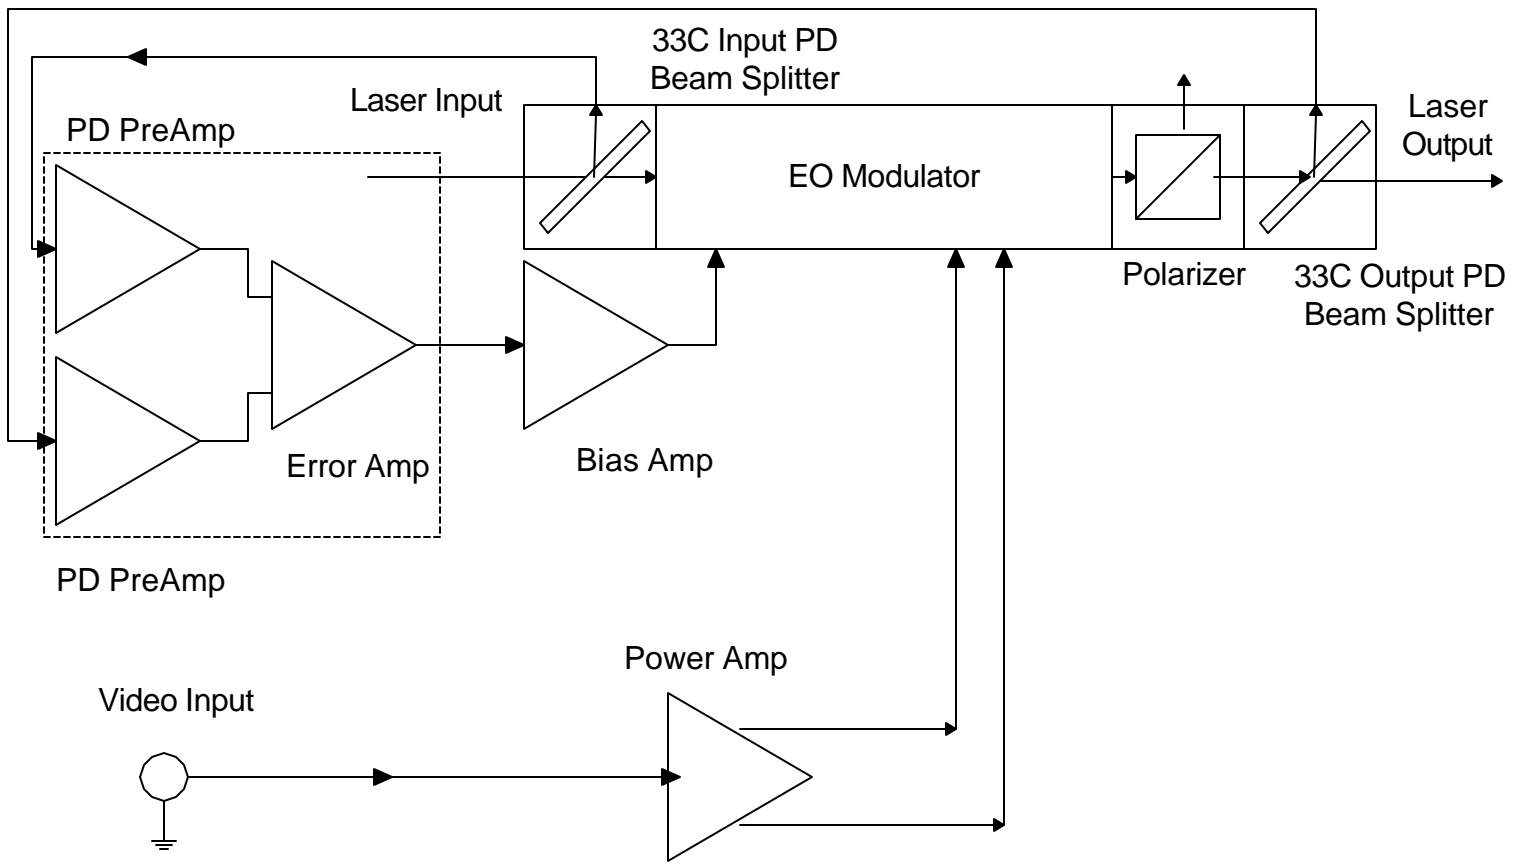 33C Input PD
Beam Splitter
Laser Input
Laser
Output
PD PreAmp
EO Modulator
Polarizer
33C Output PD
Beam Splitter
Error Amp
Bias Amp
PD PreAmp
Power Amp
Video Input